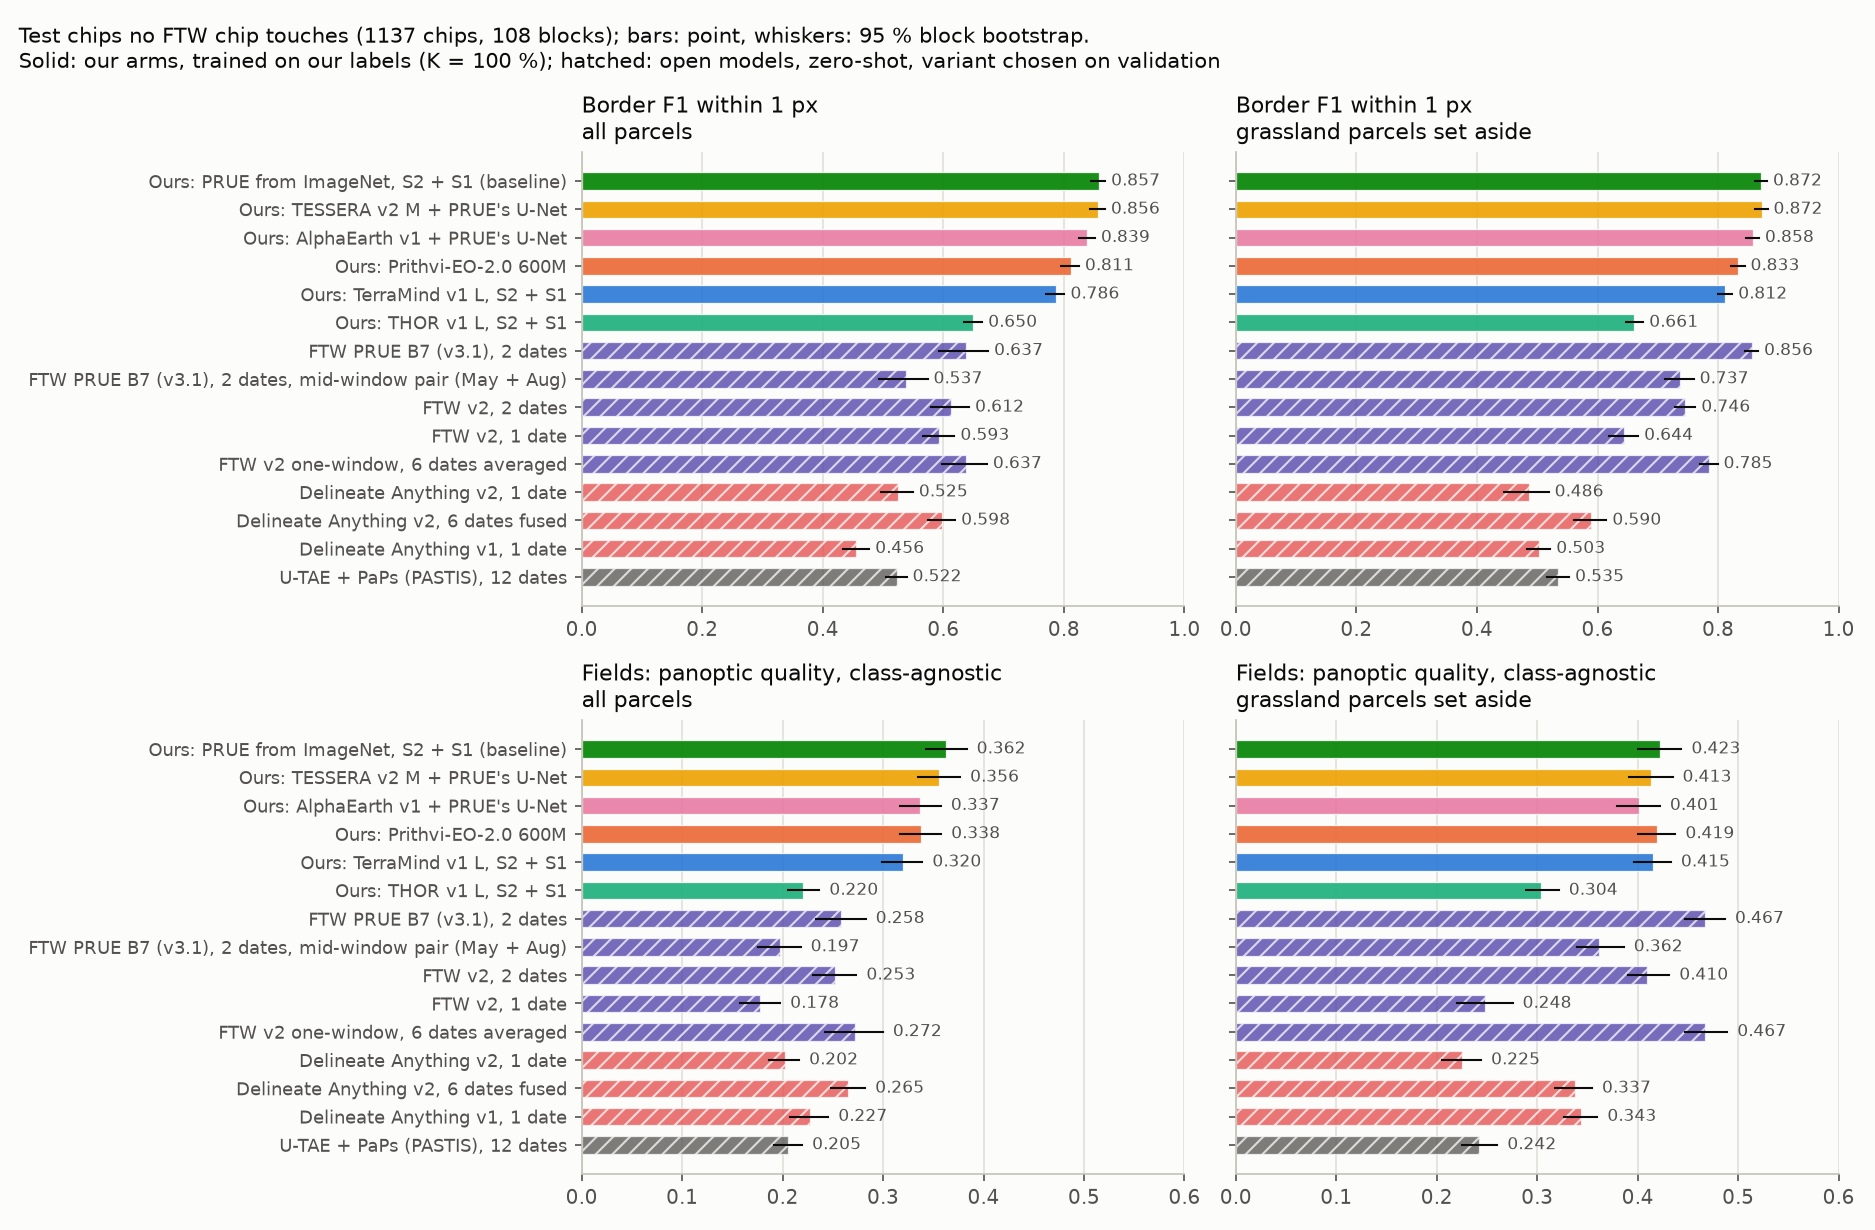 Test chips no FTW chip touches (1137 chips, 108 blocks); bars: point, whiskers: 95 % block bootstrap.
Solid: our arms, trained on our labels (K = 100 %); hatched: open models, zero-shot, variant chosen on validation
Border F1 within 1 px
all parcels
Ours: PRUE from ImageNet, S2 + S1 (baseline) 0.857
Ours: TESSERA v2 M + PRUE's U-Net 0.856
Ours: AlphaEarth v1 + PRUE's U-Net 0.839
Ours: Prithvi-EO-2.0 600M 0.811
Ours: TerraMind v1 L, S2 + S1 0.786
Ours: THOR v1 L, S2 + S1 0.650
FTW PRUE B7 (v3.1), 2 dates 0.637
FTW PRUE B7 (v3.1), 2 dates, mid-window pair (May + Aug) 0.537
FTW v2, 2 dates 0.612
FTW v2, 1 date 0.593
FTW v2 one-window, 6 dates averaged 0.637
Delineate Anything v2, 1 date 0.525
Delineate Anything v2, 6 dates fused 0.598
Delineate Anything v1, 1 date 0.456
U-TAE + PaPs (PASTIS), 12 dates 0.522
0.0 0.2 0.4 0.6 0.8 1.0
Border F1 within 1 px
grassland parcels set aside
0.872
0.872
0.858
0.833
0.812
0.661
0.856
0.737
0.746
0.644
0.785
0.486
0.590
0.503
0.535
0.0 0.2 0.4 0.6 0.8 1.0
Fields: panoptic quality, class-agnostic
all parcels
Ours: PRUE from ImageNet, S2 + S1 (baseline) 0.362
Ours: TESSERA v2 M + PRUE's U-Net 0.356
Ours: AlphaEarth v1 + PRUE's U-Net 0.337
Ours: Prithvi-EO-2.0 600M 0.338
Ours: TerraMind v1 L, S2 + S1 0.320
Ours: THOR v1 L, S2 + S1 0.220
FTW PRUE B7 (v3.1), 2 dates 0.258
FTW PRUE B7 (v3.1), 2 dates, mid-window pair (May + Aug) 0.197
FTW v2, 2 dates 0.253
FTW v2, 1 date 0.178
FTW v2 one-window, 6 dates averaged 0.272
Delineate Anything v2, 1 date 0.202
Delineate Anything v2, 6 dates fused 0.265
Delineate Anything v1, 1 date 0.227
U-TAE + PaPs (PASTIS), 12 dates 0.205
0.0 0.1 0.2 0.3 0.4 0.5 0.6
Fields: panoptic quality, class-agnostic
grassland parcels set aside
0.423
0.413
0.401
0.419
0.415
0.304
0.467
0.362
0.410
0.248
0.467
0.225
0.337
0.343
0.242
0.0 0.1 0.2 0.3 0.4 0.5 0.6